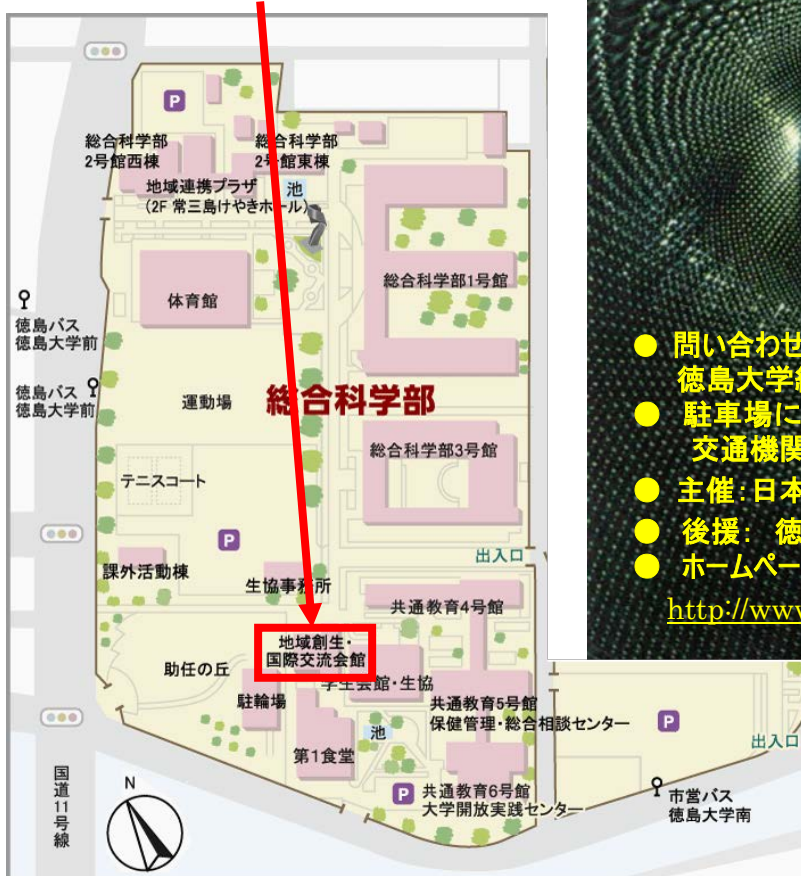 P
総合科学部
2号館西棟
総合科学部
2号館東棟
地域連携プラザ
(2F 常三島けやきホール)
池
総合科学部1号館
体育館
徳島バス
徳島大学前
徳島バス
徳島大学前
運動場
総合科学部
総合科学部3号館
テニスコート
P
出入口
課外活動棟
生協事務所
共通教育4号館
地域創生・
国際交流会館
助任の丘
学生会館・生協
駐輪場
共通教育5号館
保健管理・総合相談センター
池
第1食堂
P
共通教育6号館
大学開放実践センター
国道11号線
N
P
出入口
市営バス
徳島大学南
● 問い合わせ
徳島大学
● 駐車場に
交通機関
● 主催：日本
● 後援： 徳
● ホームペー
http://www